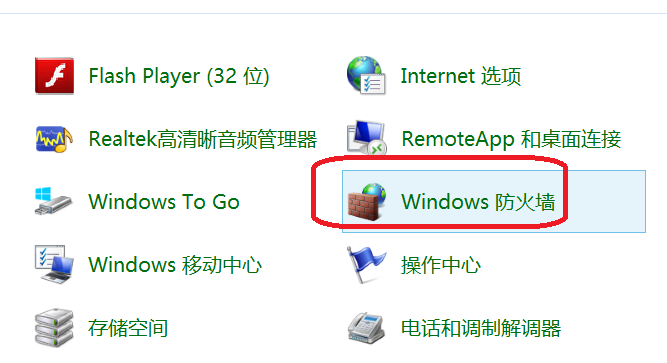 Flash Player (32 位)
Internet 选项
Realtek高清晰音频管理器
RemoteApp 和桌面连接
Windows To Go
Windows 防火墙
Windows 移动中心
操作中心
存储空间
电话和调制解调器